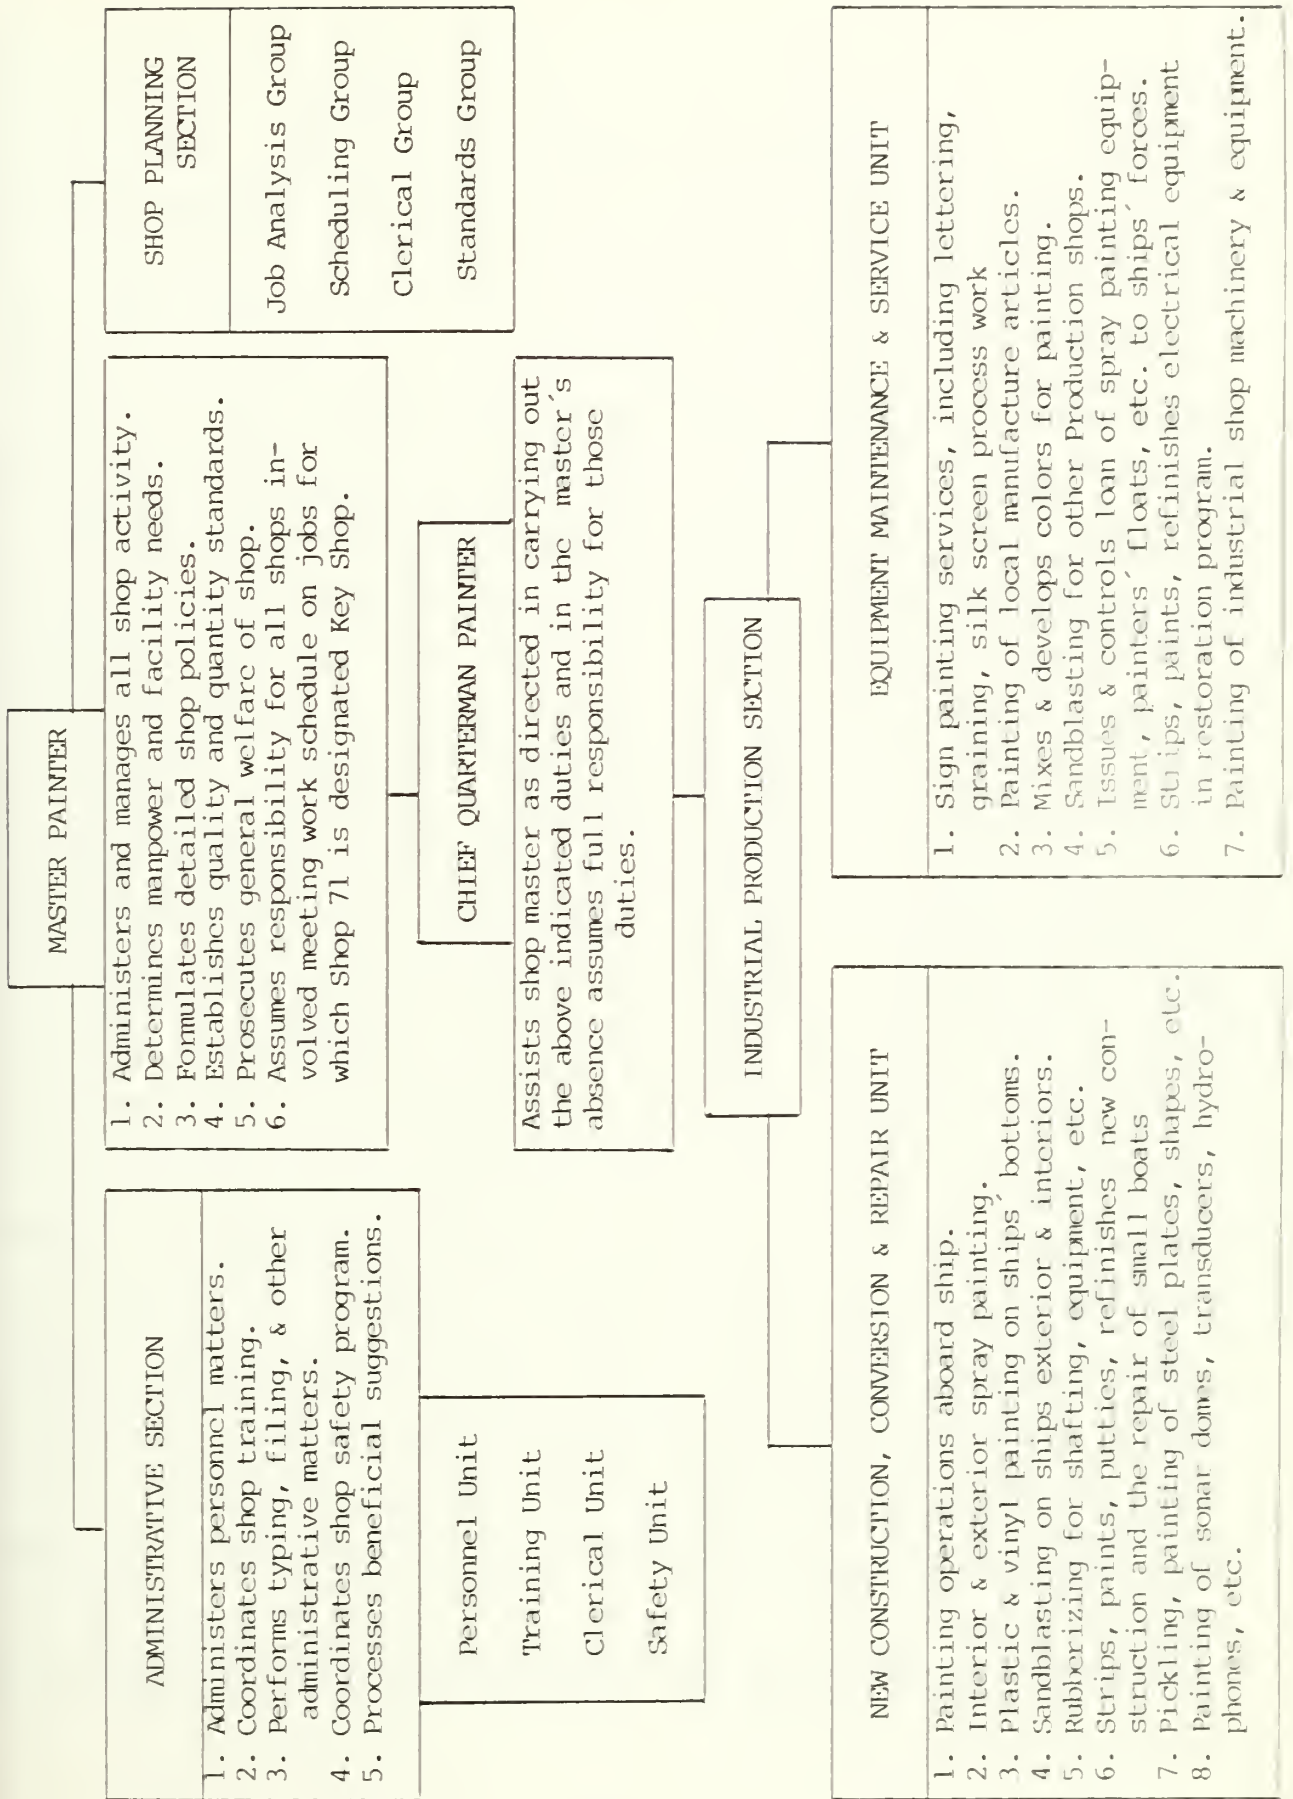 MASTER PAINTER
1. Administers and manages all shop activity.
2. Determines manpower and facility needs.
3. Formulates detailed shop policies.
4. Establishes quality and quantity standards.
5. Prosecutes general welfare of shop.
6. Assumes responsibility for all shops in-
volved meeting work schedule on jobs for
which Shop 71 is designated Key Shop.
ADMINISTRATIVE SECTION
1. Administers personnel matters.
2. Coordinates shop training.
3. Performs typing, filing, & other
administrative matters.
4. Coordinates shop safety program.
5. Processes beneficial suggestions.
Personnel Unit
Training Unit
Clerical Unit
Safety Unit
SHOP PLANNING
SECTION
Job Analysis Group
Scheduling Group
Clerical Group
Standards Group
CHIEF QUARTERMAN PAINTER
Assists shop master as directed in carrying out
the above indicated duties and in the master´s
absence assumes full responsibility for those
duties.
INDUSTRIAL PRODUCTION SECTION
NEW CONSTRUCTION, CONVERSION & REPAIR UNIT
1. Painting operations aboard ship.
2. Interior & exterior spray painting.
3. Plastic & vinyl painting on ships´ bottoms.
4. Sandblasting on ships exterior & interiors.
5. Rubberizing for shafting, equipment, etc.
6. Strips, paints, putties, refinishes new con-
struction and the repair of small boats
7. Pickling, painting of steel plates, shapes, etc.
8. Painting of sonar domes, transducers, hydro-
phones, etc.
EQUIPMENT MAINTENANCE & SERVICE UNIT
1. Sign painting services, including lettering,
graining, silk screen process work
2. Painting of local manufacture articles.
3. Mixes & develops colors for painting.
4. Sandblasting for other Production shops.
5. Issues & controls loan of spray painting equip-
ment, painters´ floats, etc. to ships´ forces.
6. Strips, paints, refinishes electrical equipment
in restoration program.
7. Painting of industrial shop machinery & equipment.